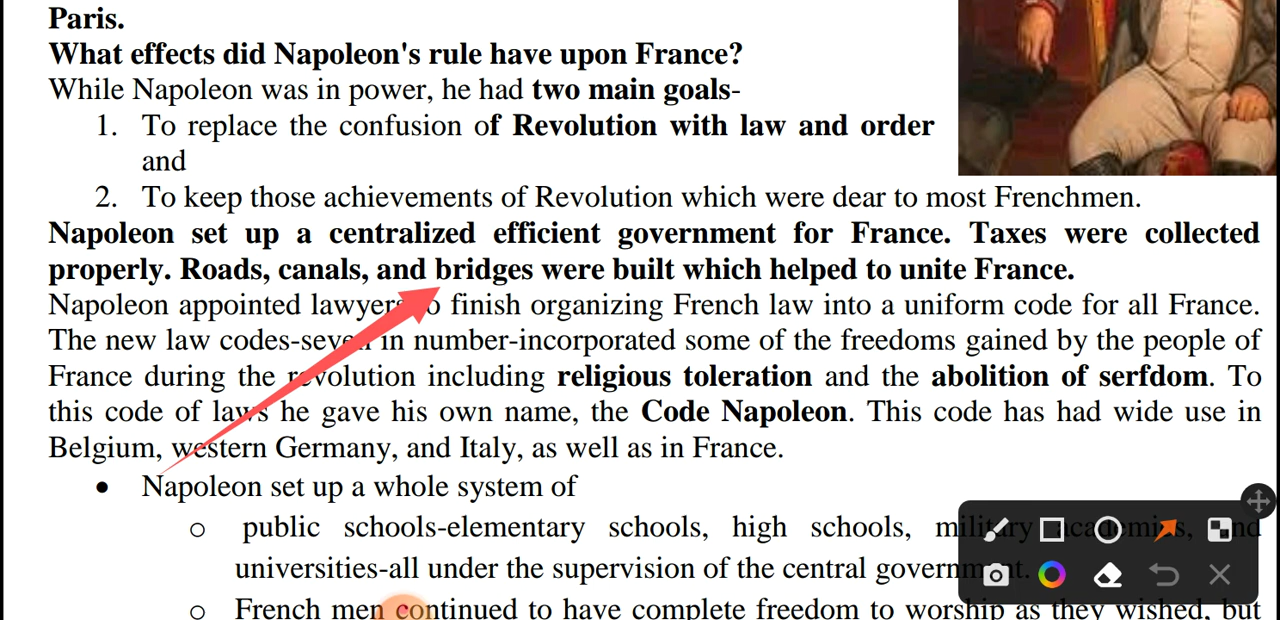 Paris.
What effects did Napoleon's rule have upon France?
While Napoleon was in power, he had two main goals-
1. To replace the confusion of Revolution with law and order
and
2. To keep those achievements of Revolution which were dear to most Frenchmen.
Napoleon set up a centralized efficient government for France. Taxes were collected
properly. Roads, canals, and bridges were built which helped to unite France.
Napoleon appointed lawyers to finish organizing French law into a uniform code for all France.
The new law codes-seven in number-incorporated some of the freedoms gained by the people of
France during the revolution including religious toleration and the abolition of serfdom. To
this code of laws he gave his own name, the Code Napoleon. This code has had wide use in
Belgium, western Germany, and Italy, as well as in France.
• Napoleon set up a whole system of
o public schools-elementary schools, high schools, military academies, and
universities-all under the supervision of the central government.
o French men continued to have complete freedom to worship as they wished, but